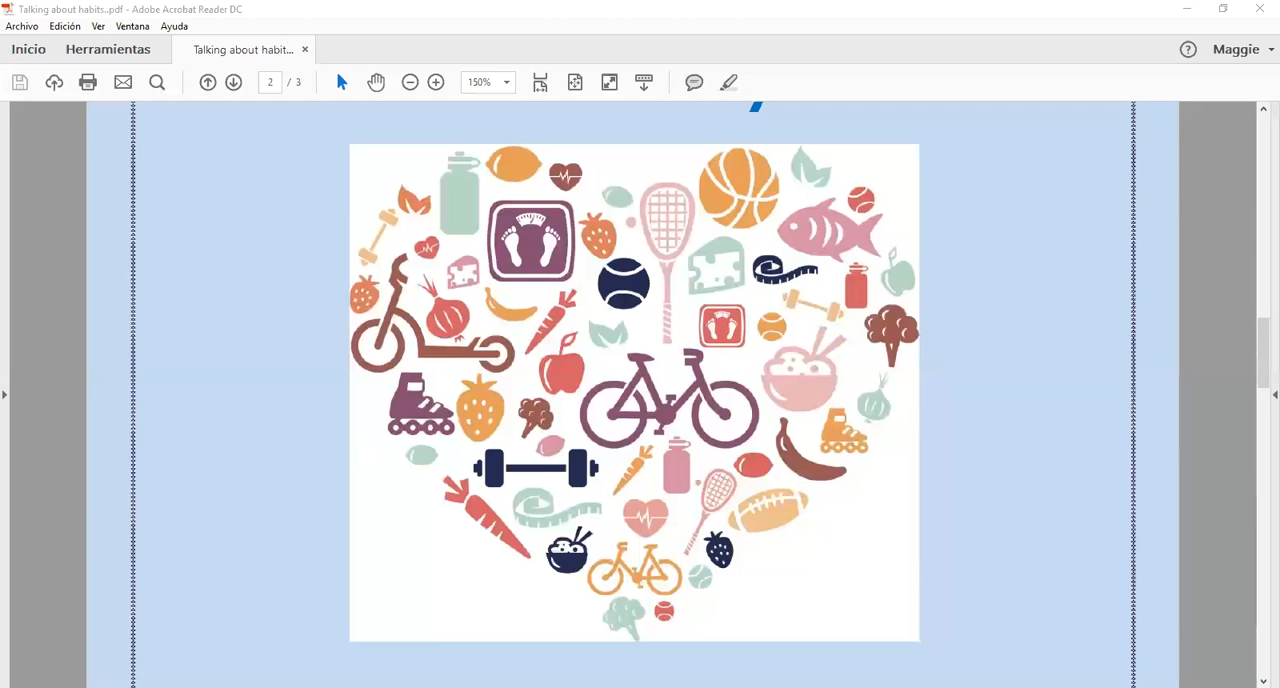 Talking about habits..pdf - Adobe Acrobat Reader DC
Archivo Edición Ver Ventana Ayuda
Inicio Herramientas Talking about habit... × Maggie
2 / 3 150%